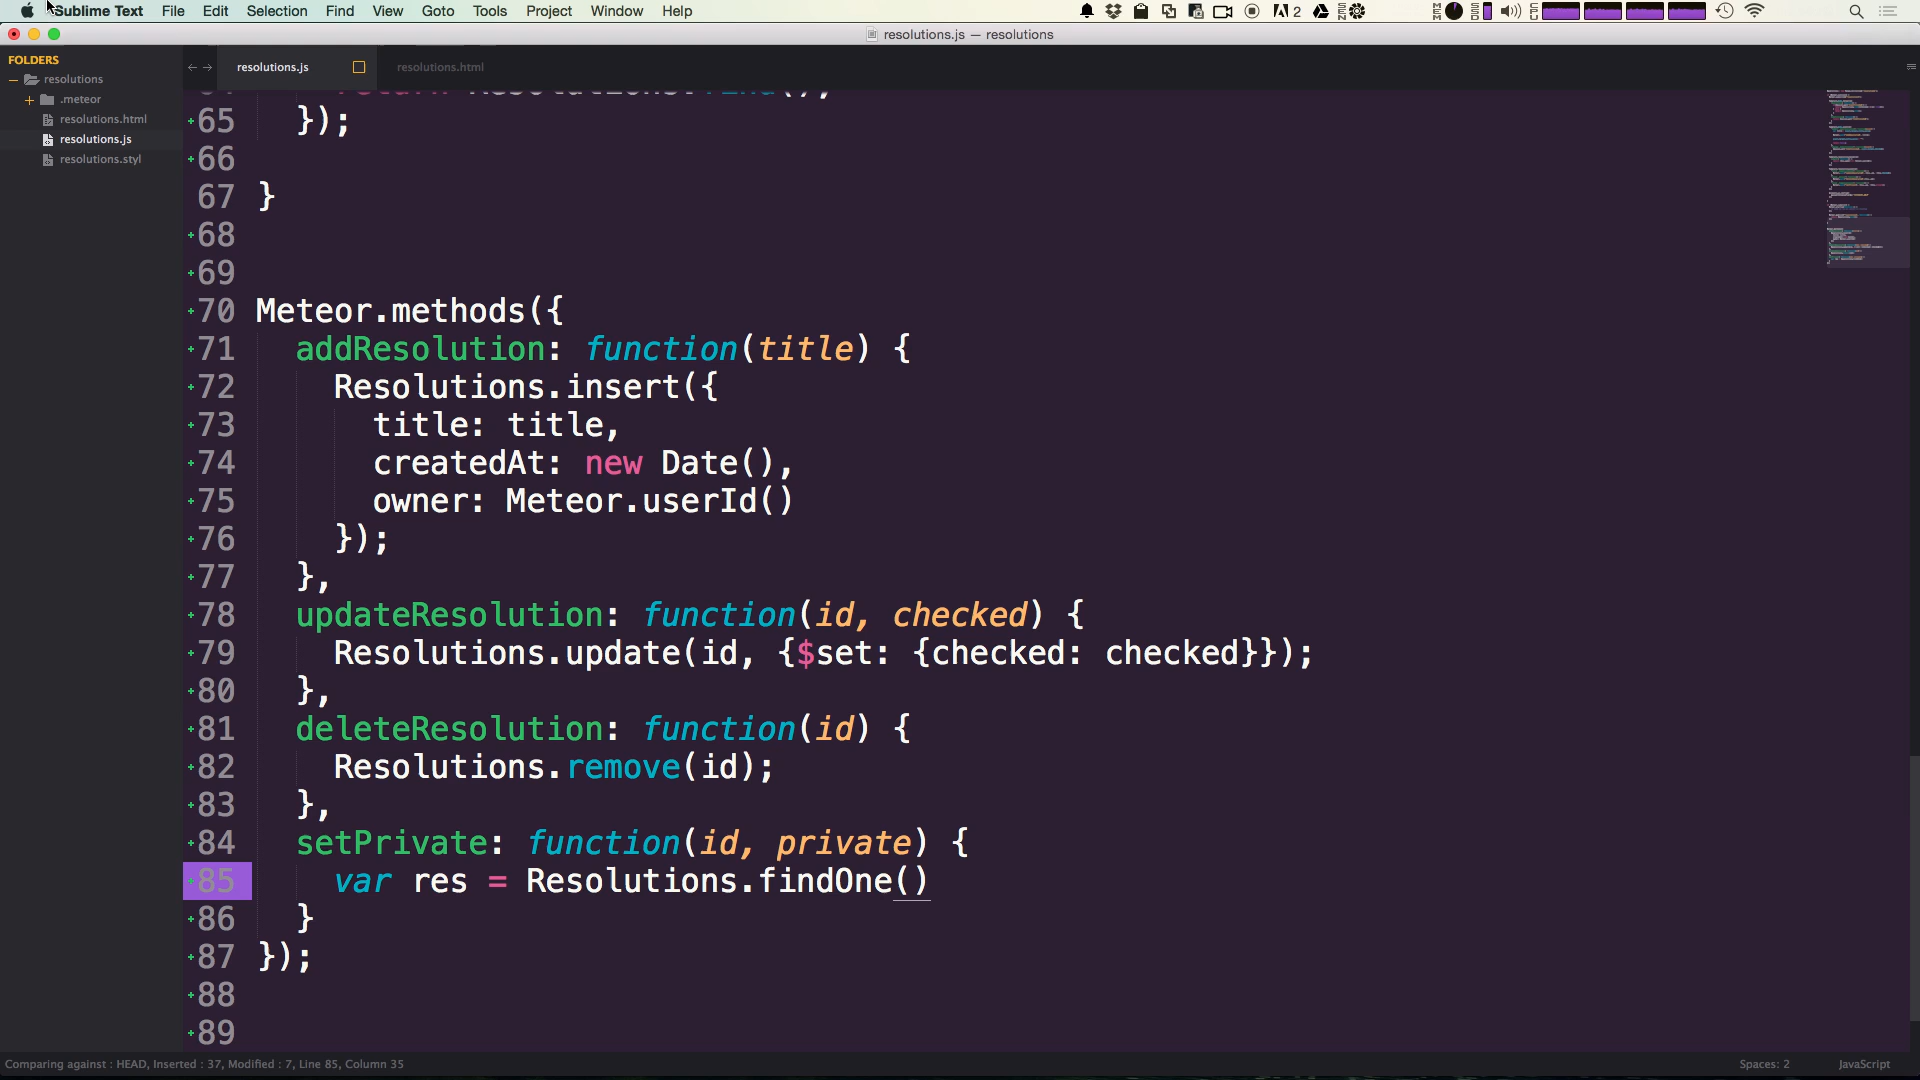 Sublime Text File Edit Selection Find View Goto Tools Project Window Help
2
resolutions.js — resolutions
FOLDERS
resolutions
.meteor
resolutions.html
resolutions.js
resolutions.styl
resolutions.js
resolutions.html
65 });
66
67 }
68
69
70 Meteor.methods({
71 addResolution: function(title) {
72 Resolutions.insert({
73 title: title,
74 createdAt: new Date(),
75 owner: Meteor.userId()
76 });
77 },
78 updateResolution: function(id, checked) {
79 Resolutions.update(id, {$set: {checked: checked}});
80 },
81 deleteResolution: function(id) {
82 Resolutions.remove(id);
83 },
84 setPrivate: function(id, private) {
85 var res = Resolutions.findOne()
86 }
87 });
88
89
Comparing against : HEAD, Inserted : 37, Modified : 7, Line 85, Column 35
Spaces: 2
JavaScript